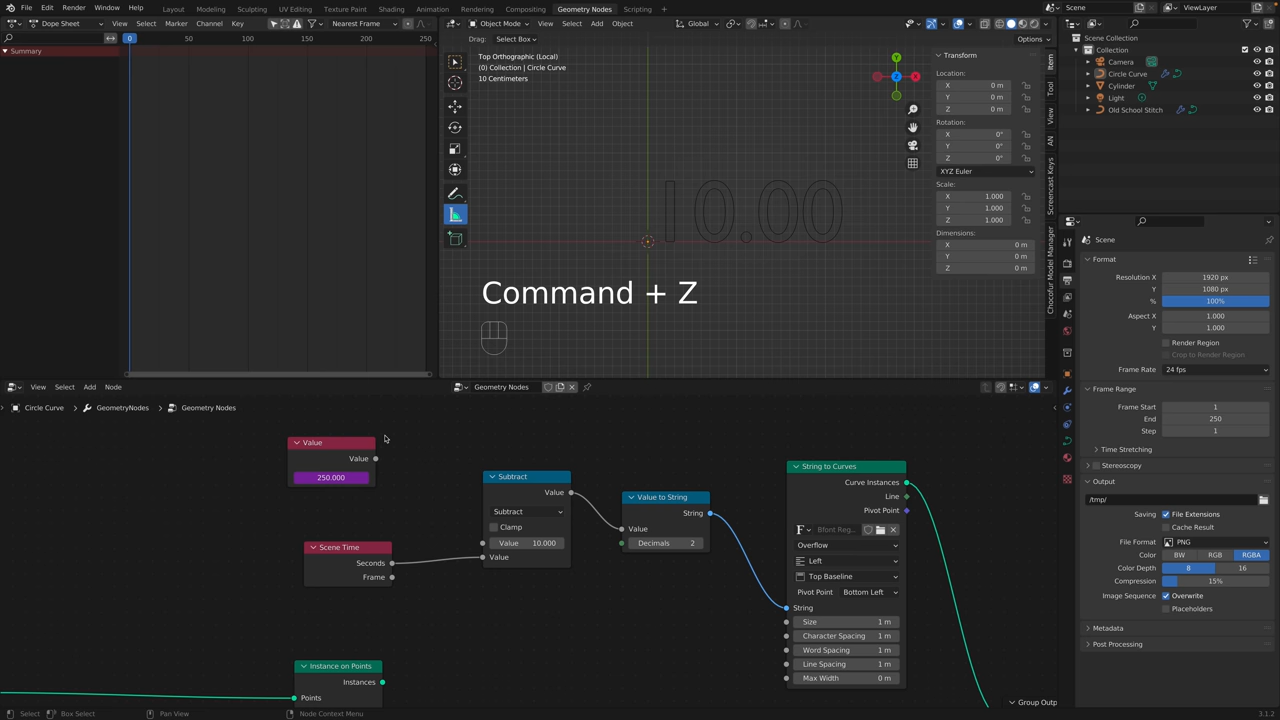 File Edit Render Window Help Layout Modeling Sculpting UV Editing Texture Paint Shading Animation Rendering Compositing Geometry Nodes Scripting Scene ViewLayer
Dope Sheet View Select Marker Channel Key Nearest Frame
Object Mode View Select Add Object Global
Summary
0 50 100 150 200 250
Drag: Select Box Options
Top Orthographic (Local)
(0) Collection | Circle Curve
10 Centimeters
10.00
Y
X
Z
Transform
Location:
X 0 m
Y 0 m
Z 0 m
Rotation:
X 0°
Y 0°
Z 0°
XYZ Euler
Scale:
X 1.000
Y 1.000
Z 1.000
Dimensions:
X 0 m
Y 0 m
Z 0 m
Item
Tool
View
AN
Screencast Keys
Chocofur Model Manager
Command + Z
Scene Collection
Collection
Camera
Circle Curve
Cylinder
Light
Old School Stitch
Scene
Format
Resolution X 1920 px
Y 1080 px
% 100%
Aspect X 1.000
Y 1.000
Render Region
Crop to Render Region
Frame Rate 24 fps
Frame Range
Frame Start 1
End 250
Step 1
Time Stretching
Stereoscopy
Output
/tmp/
Saving File Extensions
Cache Result
File Format PNG
Color BW RGB RGBA
Color Depth 8 16
Compression 15%
Image Sequence Overwrite
Placeholders
Metadata
Post Processing
View Select Add Node Geometry Nodes
Circle Curve GeometryNodes Geometry Nodes
Value
Value
250.000
Scene Time
Seconds
Frame
Instance on Points
Instances
Points
Subtract
Value
Subtract
Clamp
Value 10.000
Value
Value to String
String
Value
Decimals 2
String to Curves
Curve Instances
Line
Pivot Point
F Bfont Reg...
Overflow
Left
Top Baseline
Pivot Point Bottom Left
String
Size 1 m
Character Spacing 1 m
Word Spacing 1 m
Line Spacing 1 m
Max Width 0 m
Group Outp
Select Box Select Pan View Node Context Menu 3.1.2